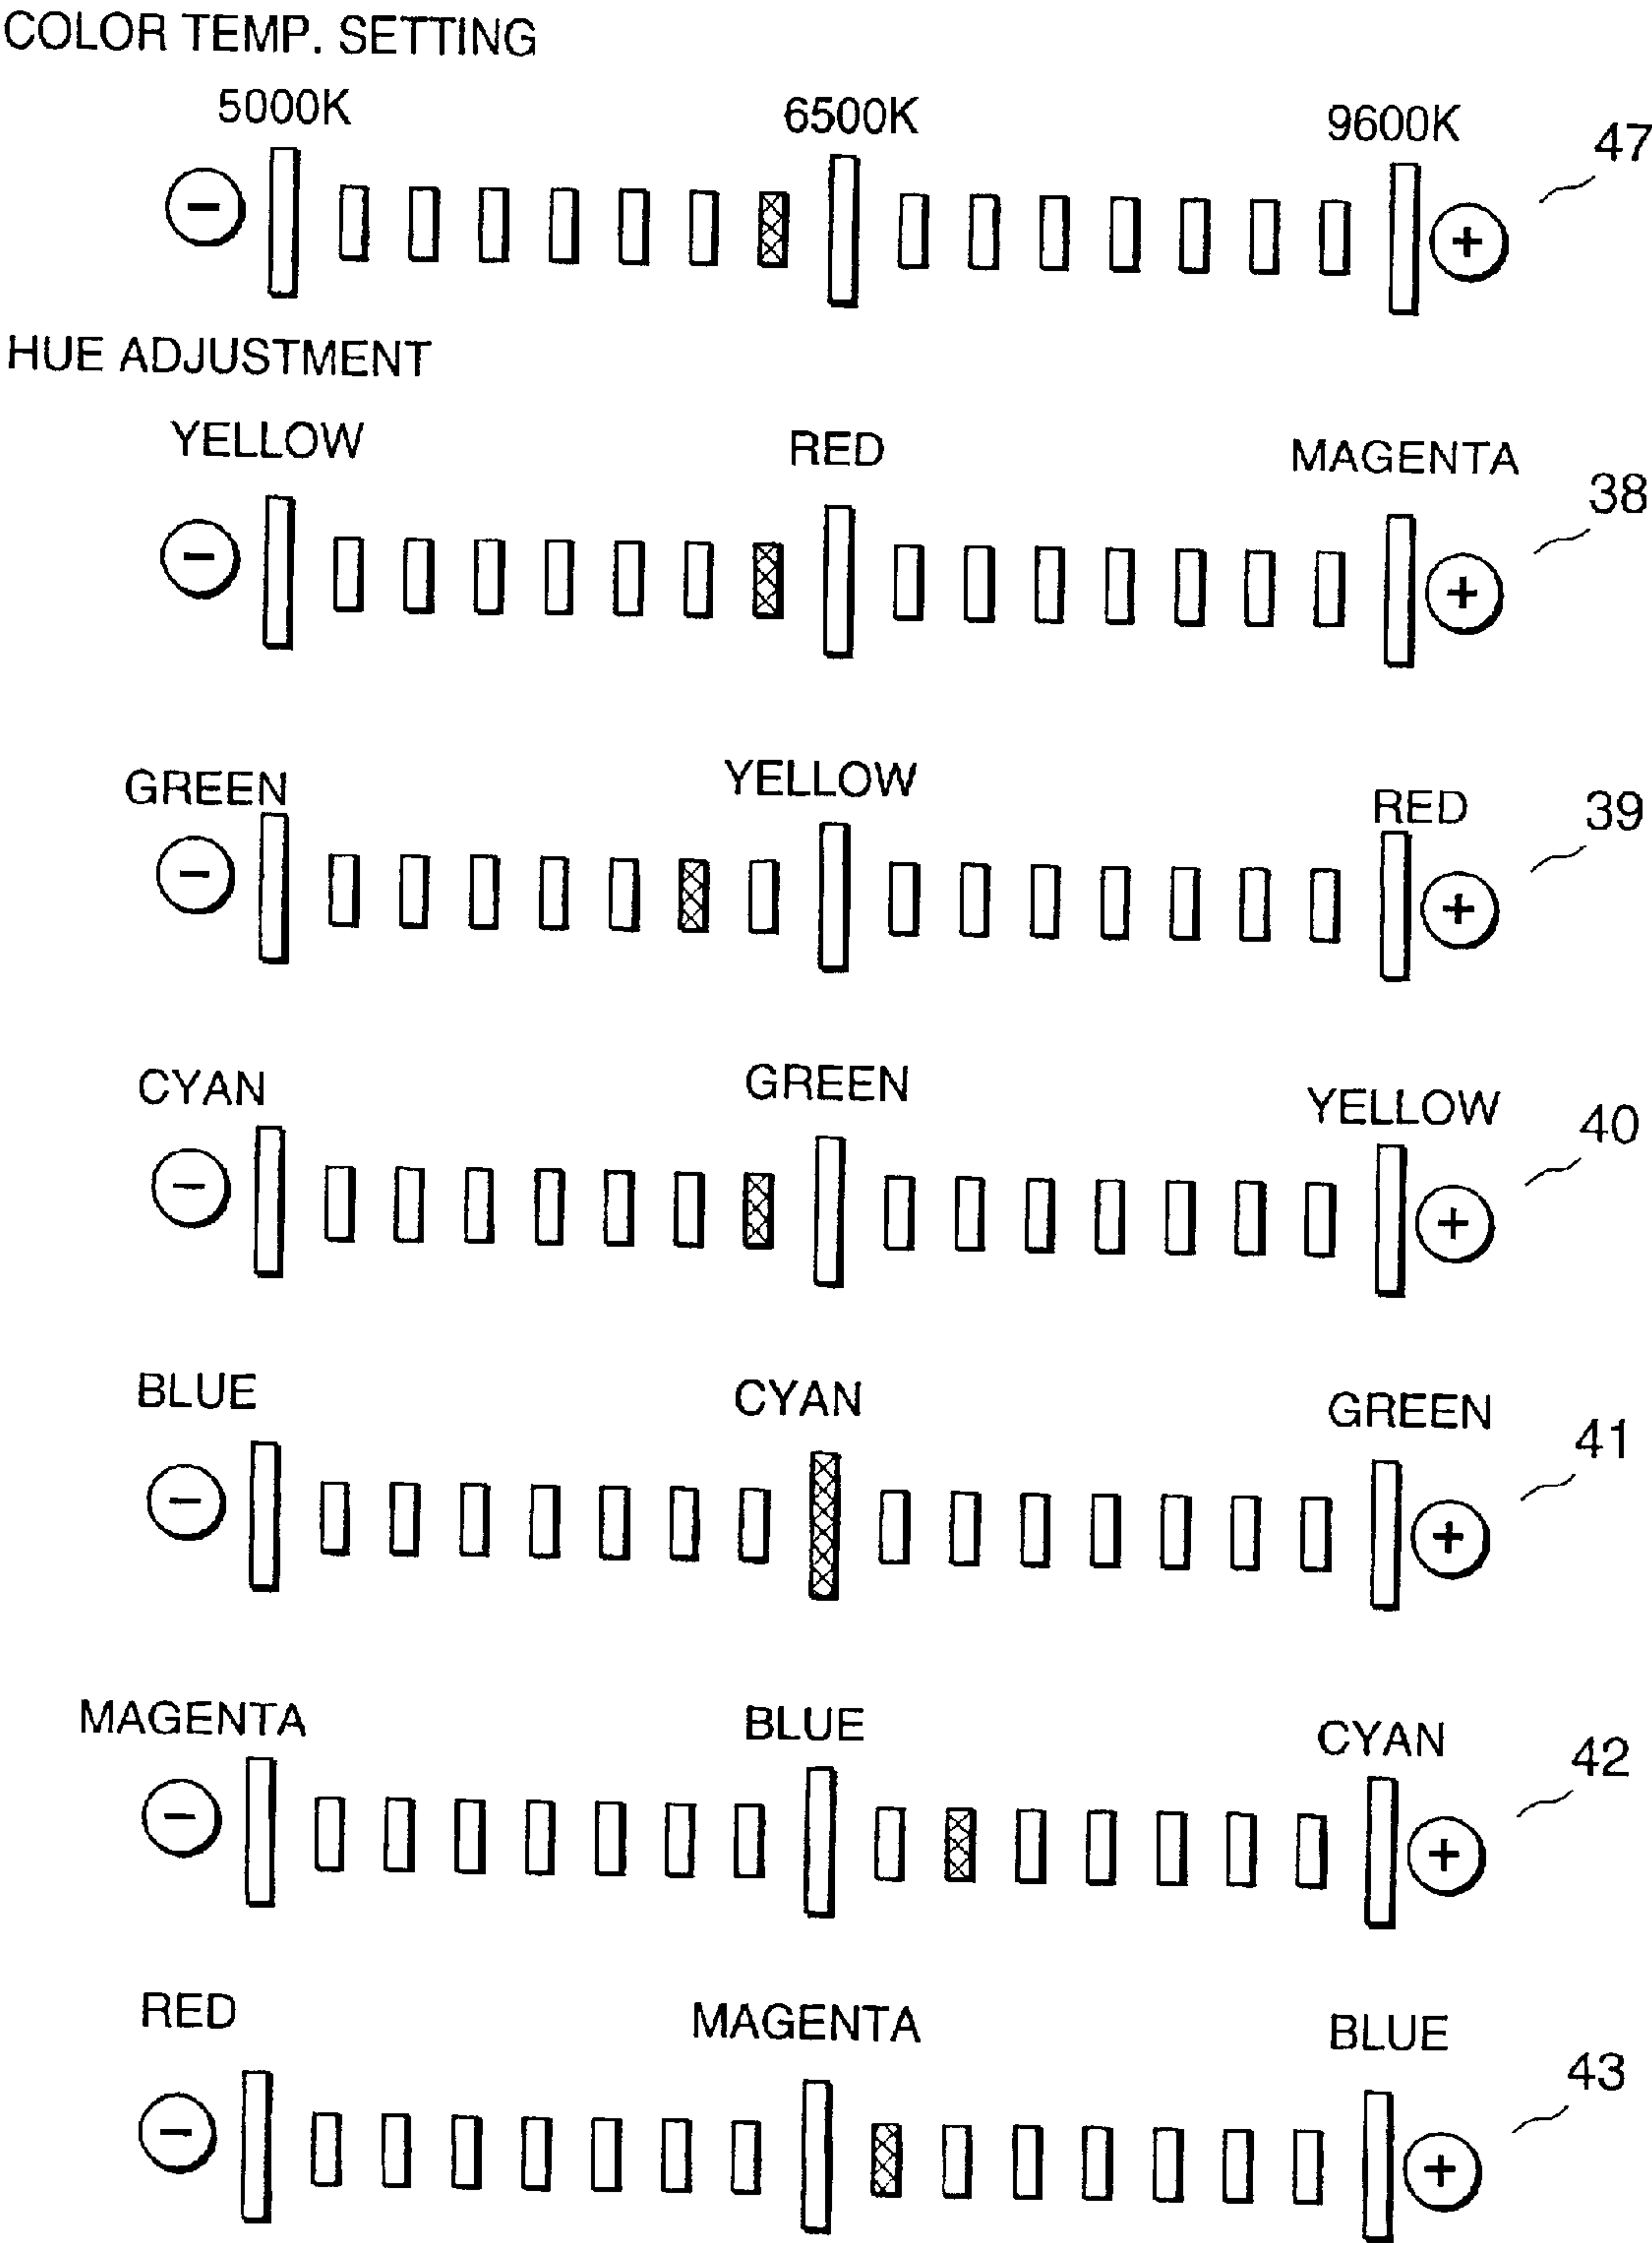 COLOR TEMP. SETTING
5000K 6500K 9600K
47
− +
HUE ADJUSTMENT
YELLOW RED MAGENTA
38
− +
GREEN YELLOW RED
39
− +
CYAN GREEN YELLOW
40
− +
BLUE CYAN GREEN
41
− +
MAGENTA BLUE CYAN
42
− +
RED MAGENTA BLUE
43
− +